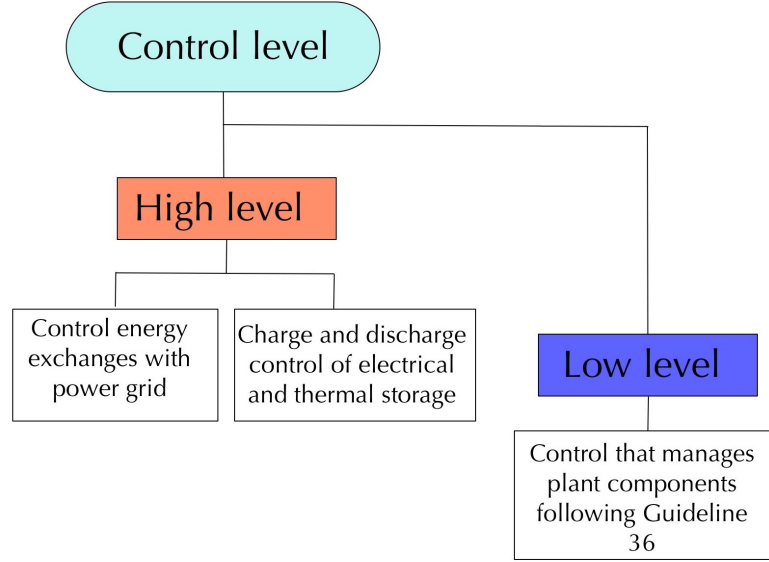 Control level
High level
Control energy
exchanges with
power grid
Charge and discharge
control of electrical
and thermal storage
Low level
Control that manages
plant components
following Guideline
36